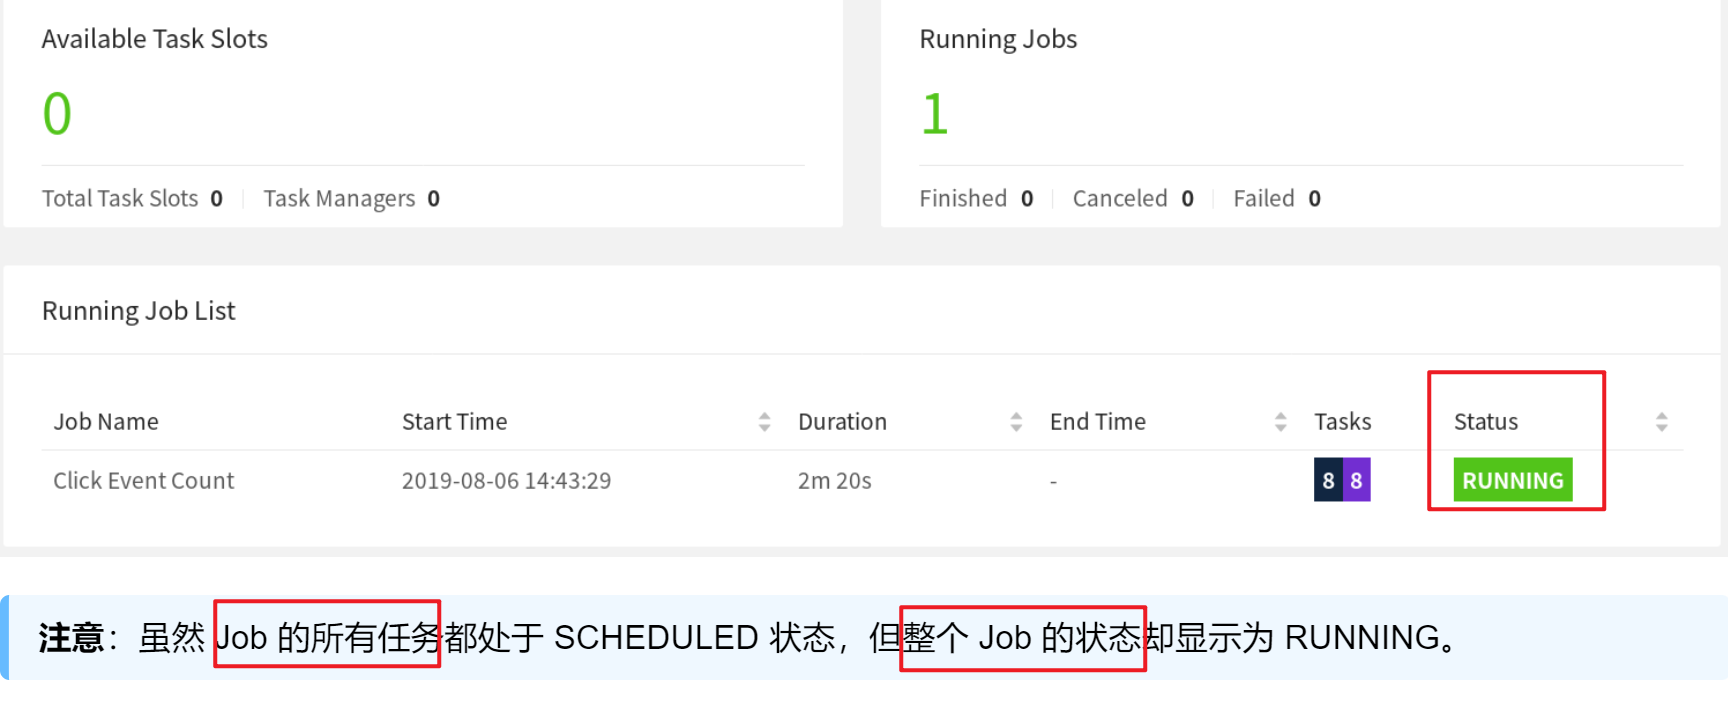 Available Task Slots
0
Total Task Slots 0 Task Managers 0
Running Jobs
1
Finished 0 Canceled 0 Failed 0
Running Job List
Job Name Start Time Duration End Time Tasks Status
Click Event Count 2019-08-06 14:43:29 2m 20s - 8 8 RUNNING
注意：虽然 Job 的所有任务都处于 SCHEDULED 状态，但整个 Job 的状态却显示为 RUNNING。